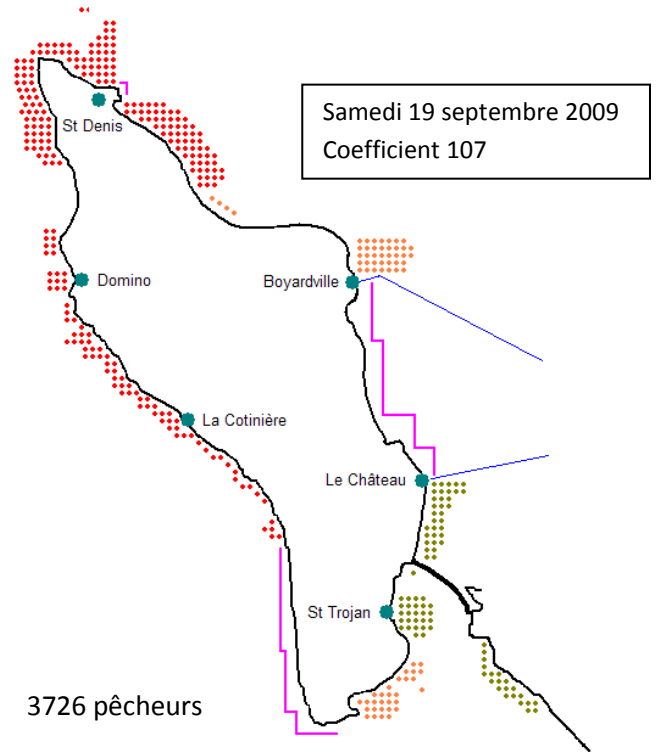 Samedi 19 septembre 2009
Coefficient 107
St Denis
Domino
Boyardville
La Cotinière
Le Château
St Trojan
3726 pêcheurs